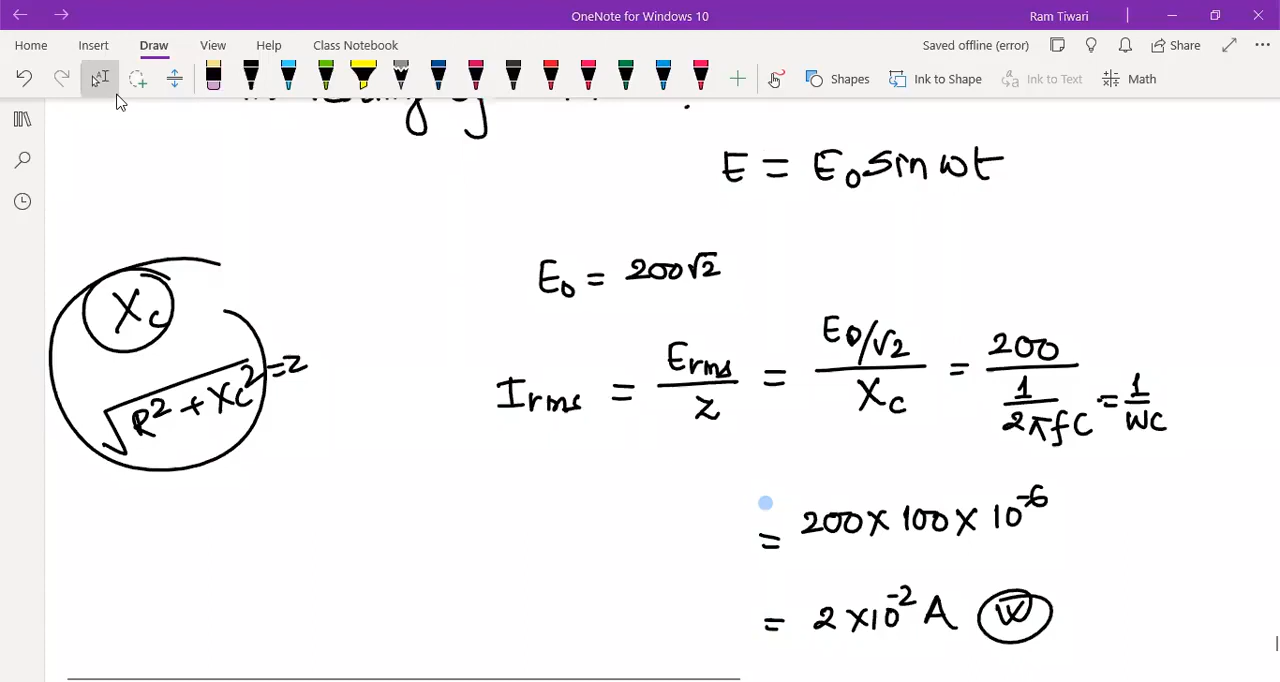 OneNote for Windows 10
Ram Tiwari
Home Insert Draw View Help Class Notebook
Saved offline (error) Share
Shapes Ink to Shape Ink to Text Math
E = E₀ sin ωt
E₀ = 200√2
Xc
√R² + Xc² = z
Irms = Erms/z = E₀/√2 / Xc = 200 / 1/2πfC = 1/ωC
= 200 × 100 × 10⁻⁶
= 2 × 10⁻² A